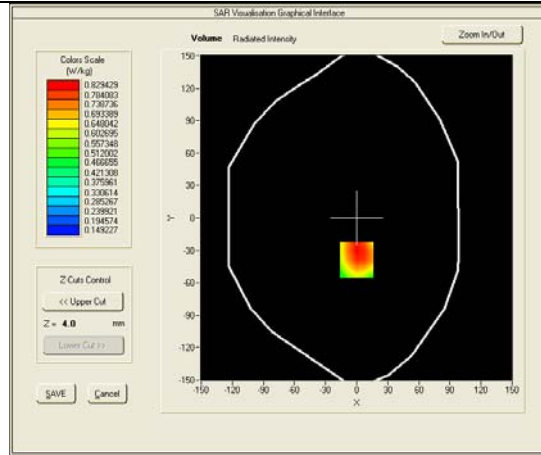 SAR Visualisation Graphical Interface
Volume Radiated Intensity
Zoom In/Out
Colors Scale
(W/kg)
0.829429
0.784083
0.738736
0.693389
0.648042
0.602695
0.557348
0.512002
0.466655
0.421308
0.375961
0.330614
0.285267
0.239921
0.194574
0.149227
Z-Cuts Control
<< Upper Cut
Z = 4.0 mm
Lower Cut >>
SAVE Cancel
150
120
90
60
30
0
-30
-60
-90
-120
-150
Y
-150 -120 -90 -60 -30 0 30 60 90 120 150
X